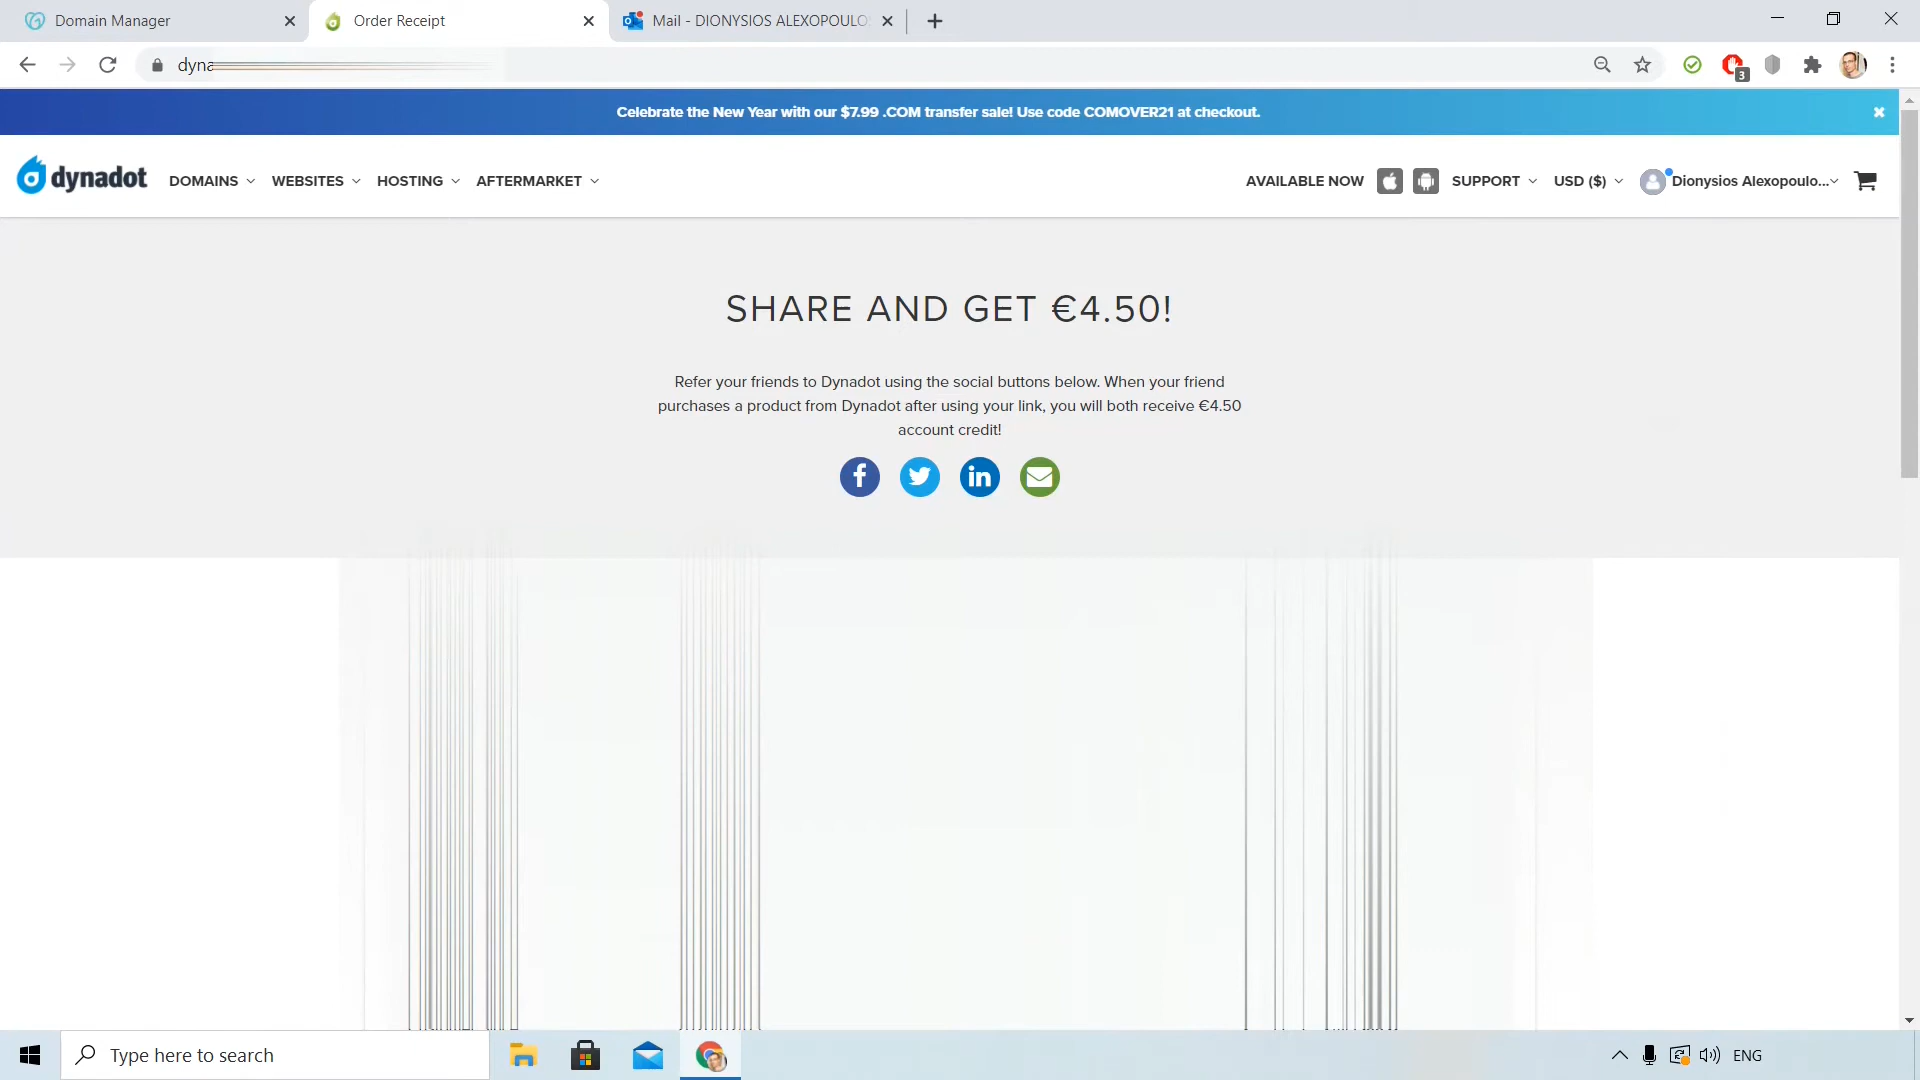 Domain Manager
Order Receipt
Mail - DIONYSIOS ALEXOPOULO
dyna
3
Celebrate the New Year with our $7.99 .COM transfer sale! Use code COMOVER21 at checkout.
dynadot
DOMAINS
WEBSITES
HOSTING
AFTERMARKET
AVAILABLE NOW
SUPPORT
USD ($)
Dionysios Alexopoulo...
SHARE AND GET €4.50!
Refer your friends to Dynadot using the social buttons below. When your friend
purchases a product from Dynadot after using your link, you will both receive €4.50
account credit!
Type here to search
ENG